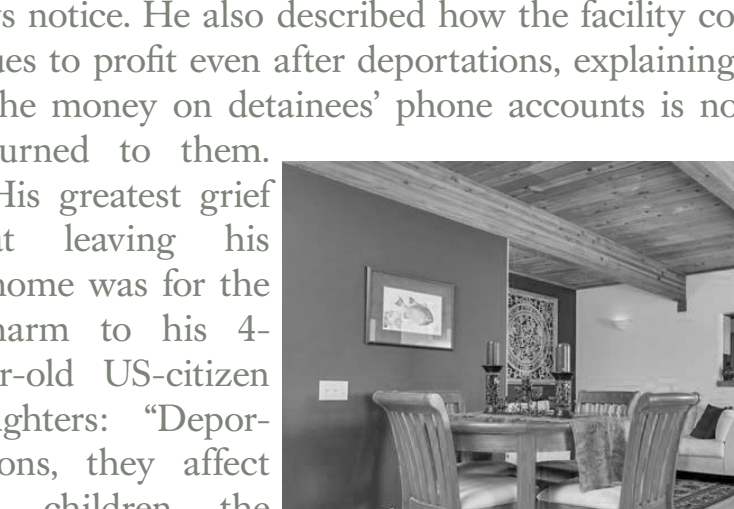 s notice. He also described how the facility co
ues to profit even after deportations, explaining
he money on detainees’ phone accounts is no
urned to them.
His greatest grief
at leaving his
home was for the
harm to his 4-
r-old US-citizen
ghters: “Depor-
ons, they affect
children the